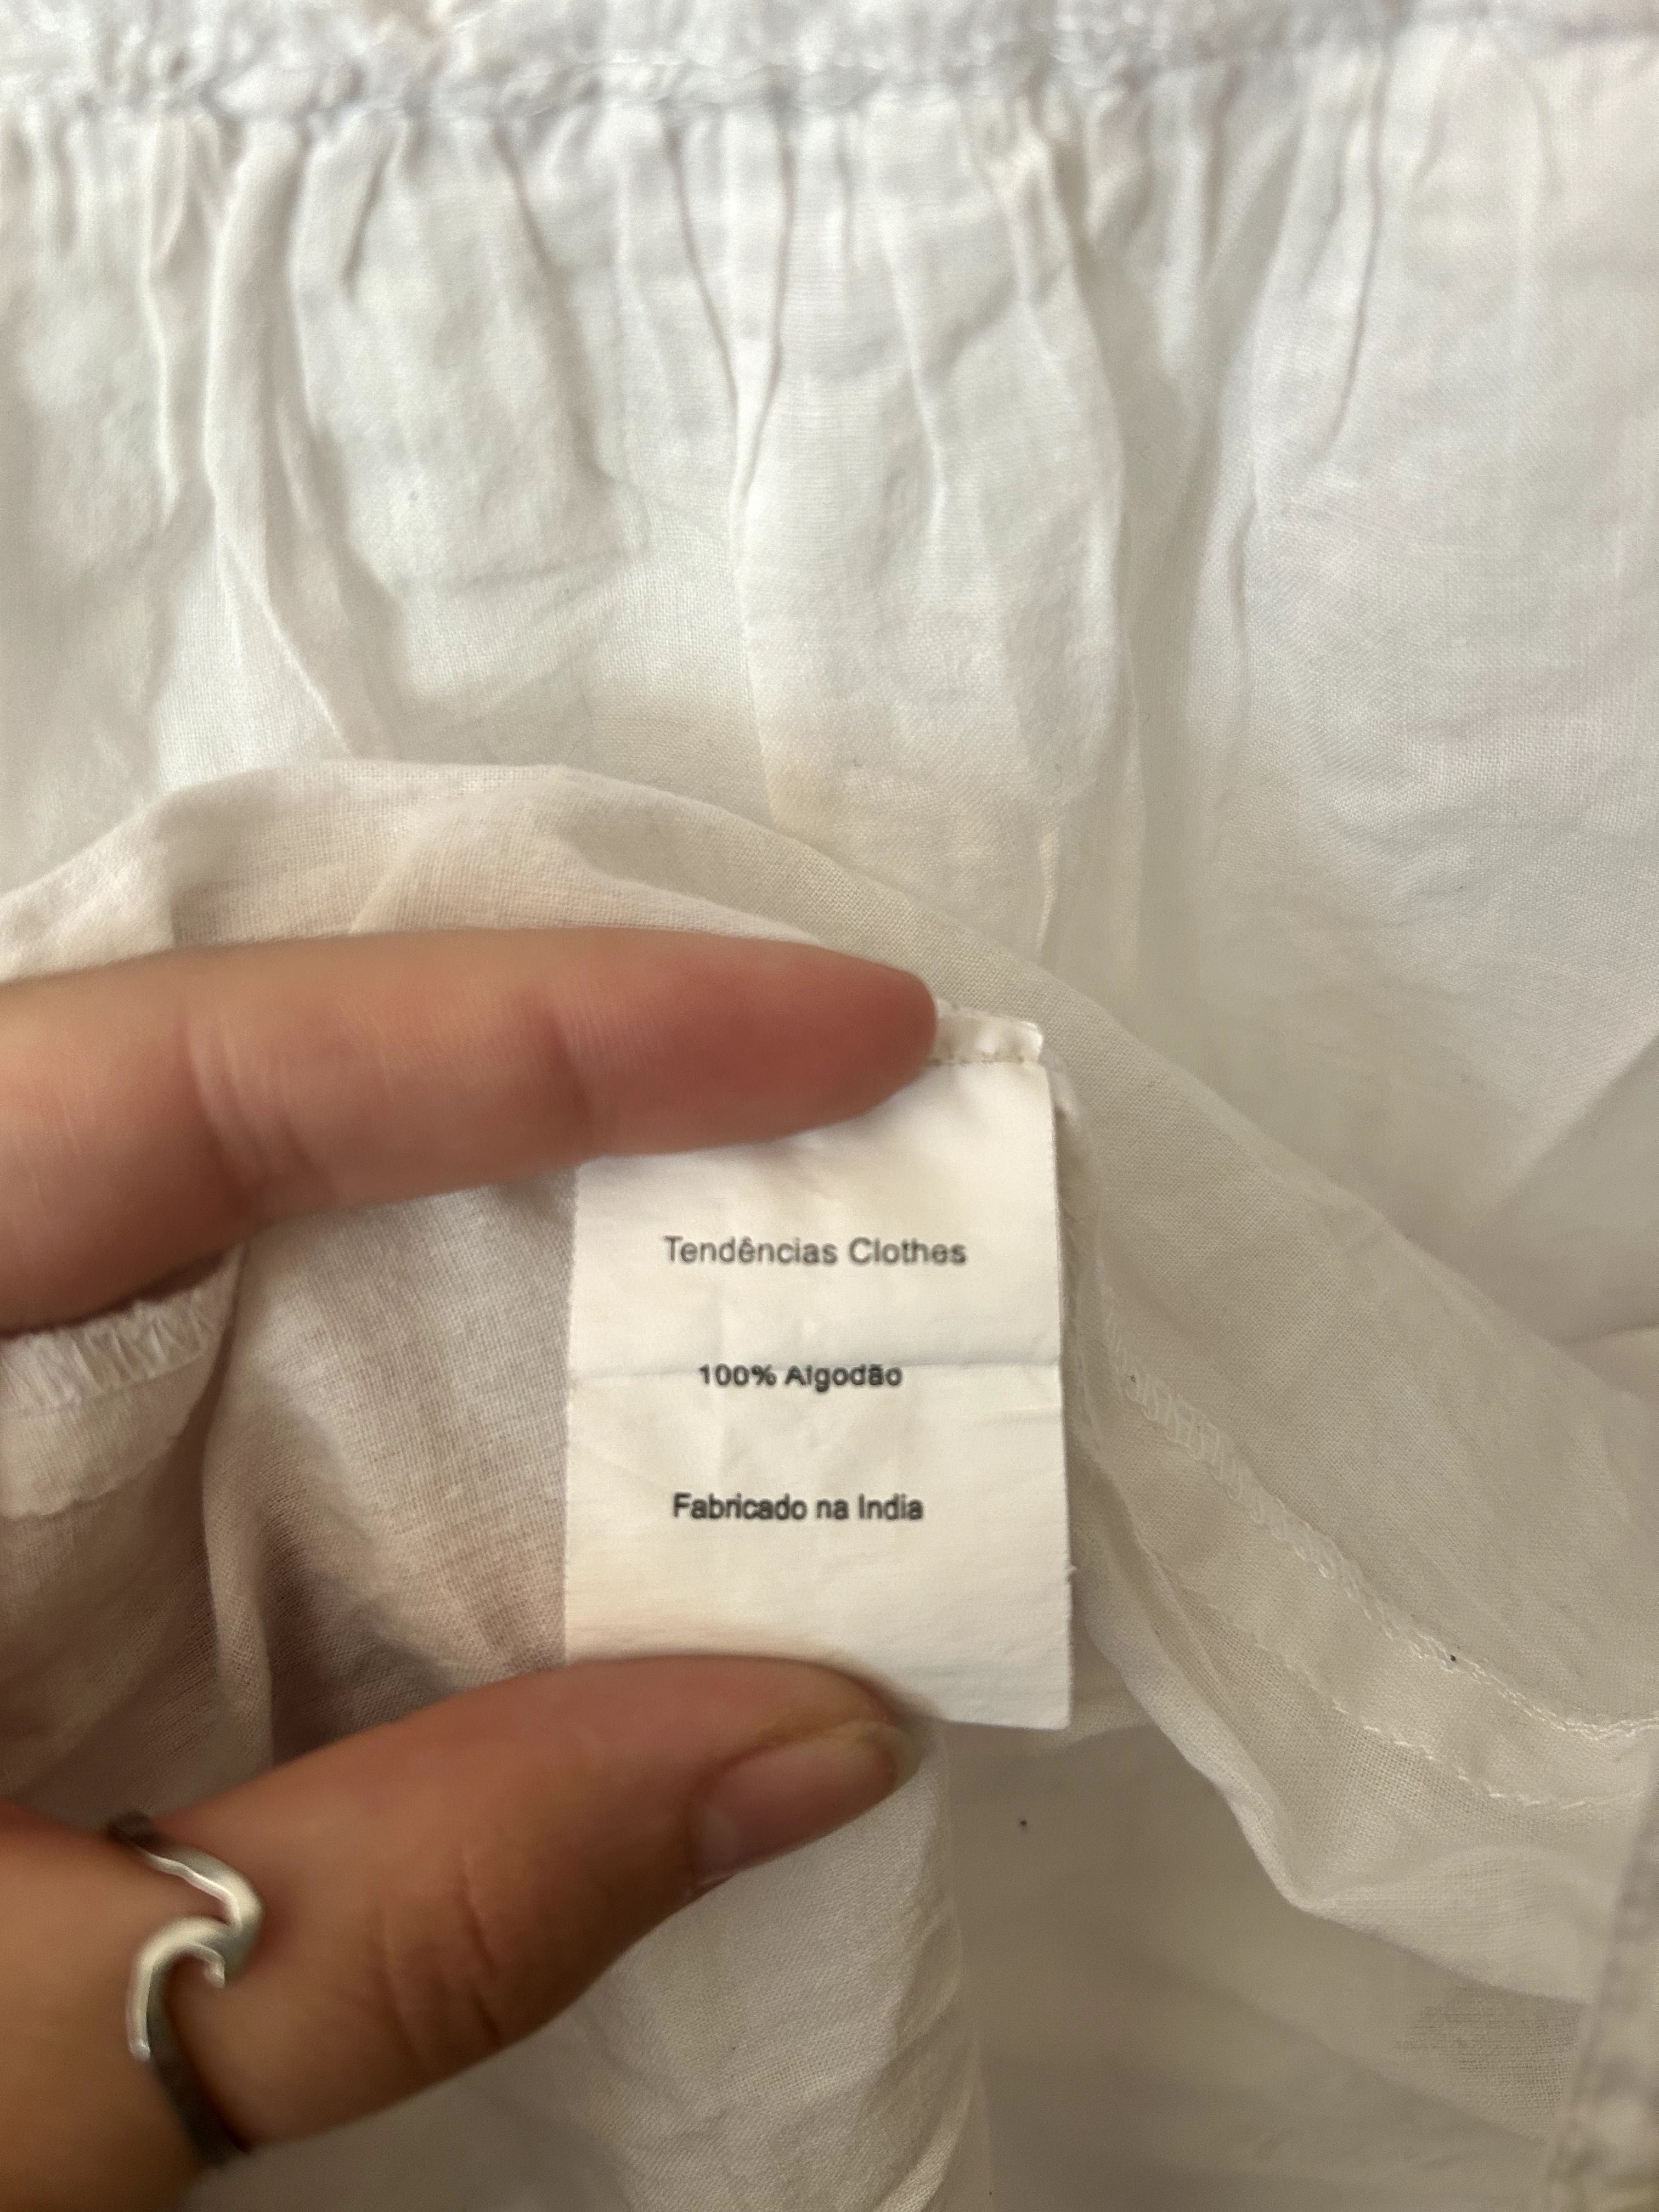 Tendências Clothes
100% Algodão
Fabricado na India